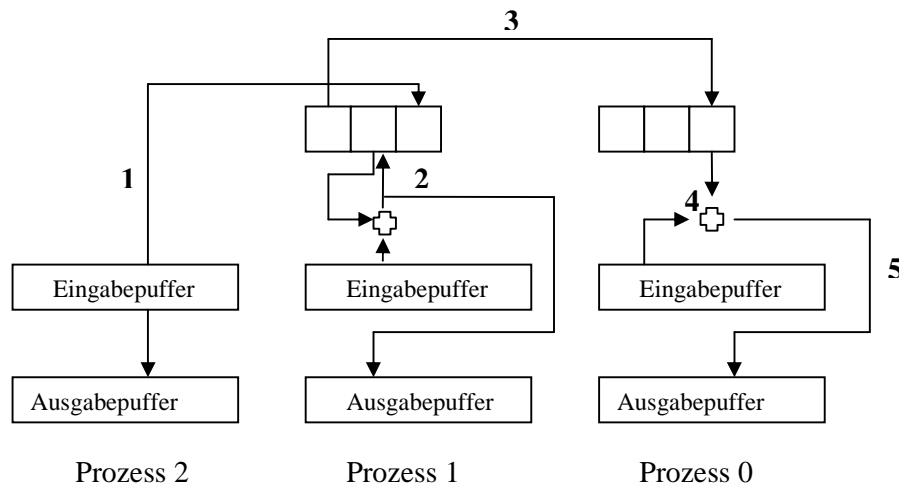 3
1
2
4
Eingabepuffer
Eingabepuffer
Eingabepuffer
5
Ausgabepuffer
Ausgabepuffer
Ausgabepuffer
Prozess 2
Prozess 1
Prozess 0